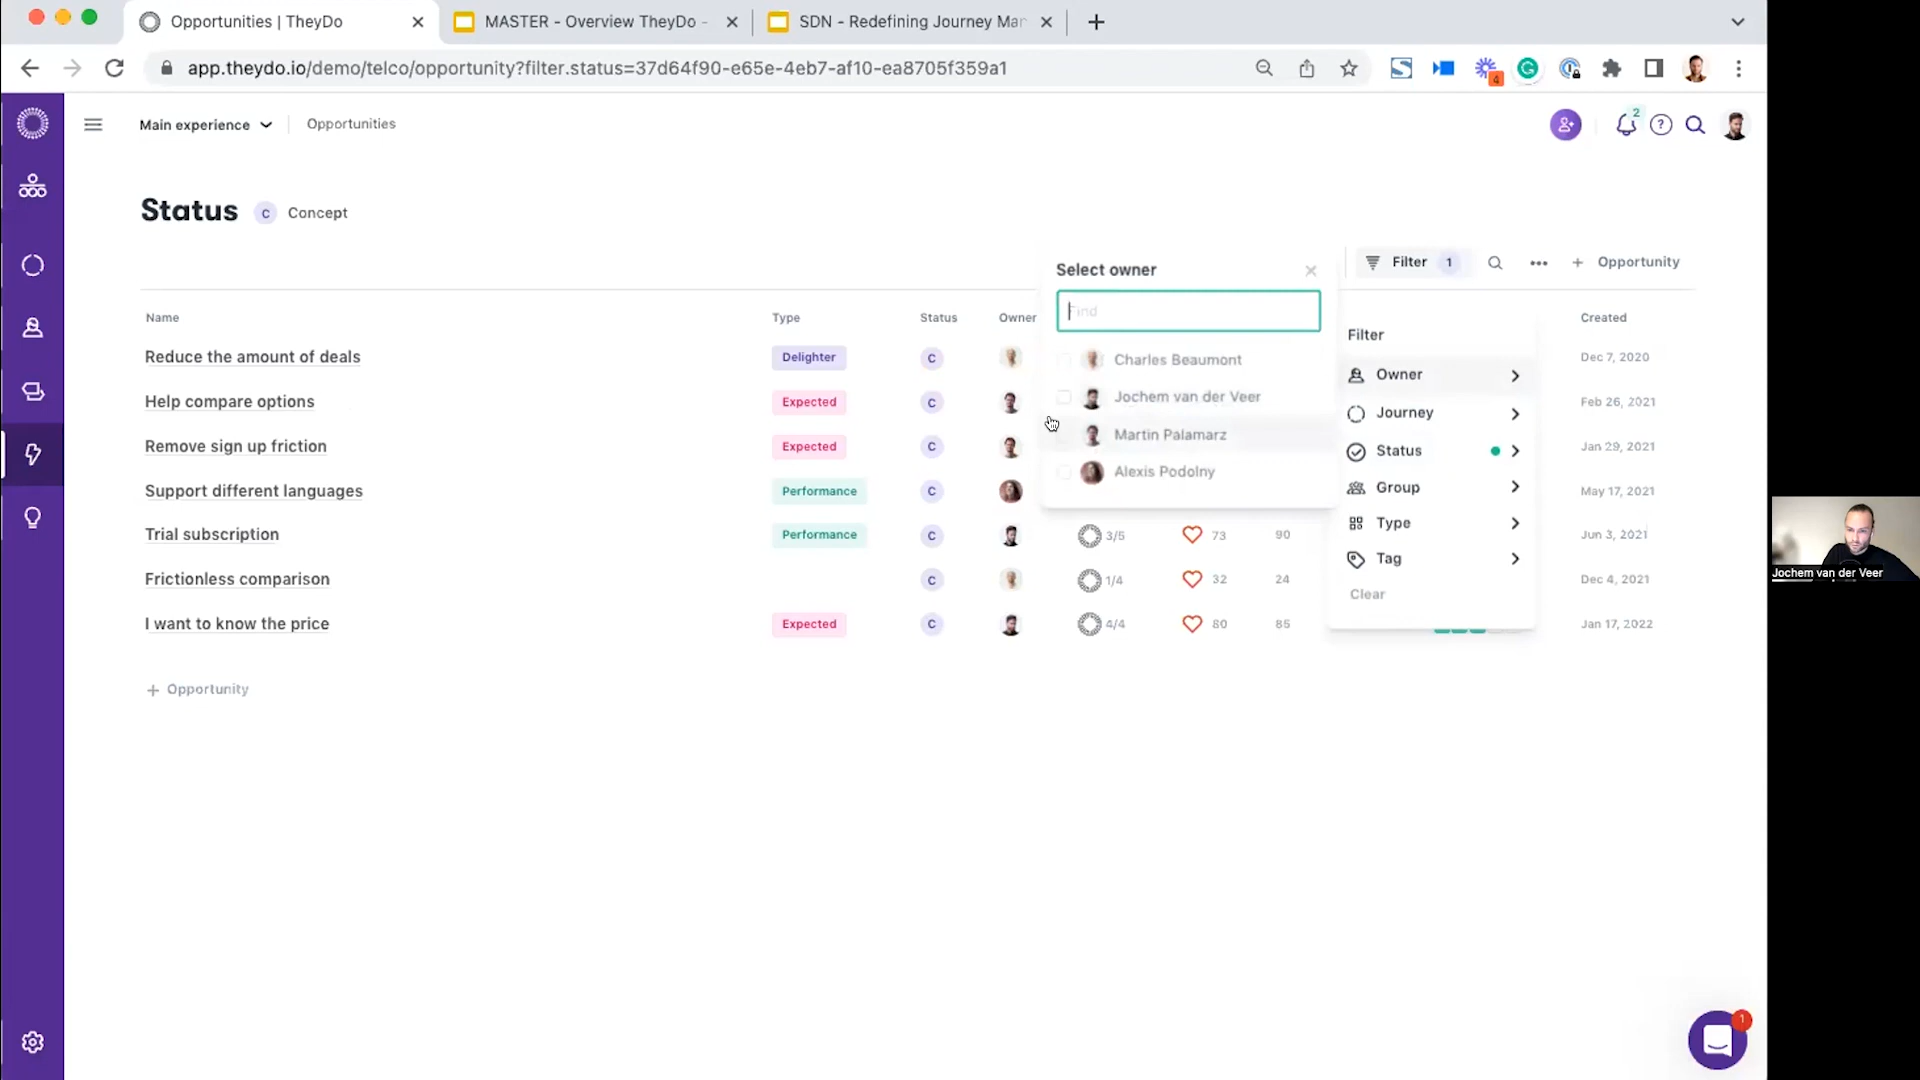 Opportunities | TheyDo
MASTER - Overview TheyDo -
SDN - Redefining Journey Mar
app.theydo.io/demo/telco/opportunity?filter.status=37d64f90-e65e-4eb7-af10-ea8705f359a1
4
Main experience
Opportunities
2
Status C Concept
Filter 1
+ Opportunity
Select owner
Find
Charles Beaumont
Jochem van der Veer
Martin Palamarz
Alexis Podolny
Filter
Owner
Journey
Status
Group
Type
Tag
Clear
Name Type Status Owner Created
Reduce the amount of deals Delighter C Dec 7, 2020
Help compare options Expected C Feb 26, 2021
Remove sign up friction Expected C Jan 29, 2021
Support different languages Performance C May 17, 2021
Trial subscription Performance C 3/5 73 90 Jun 3, 2021
Frictionless comparison C 1/4 32 24 Dec 4, 2021
I want to know the price Expected C 4/4 80 85 Jan 17, 2022
+ Opportunity
Jochem van der Veer
1